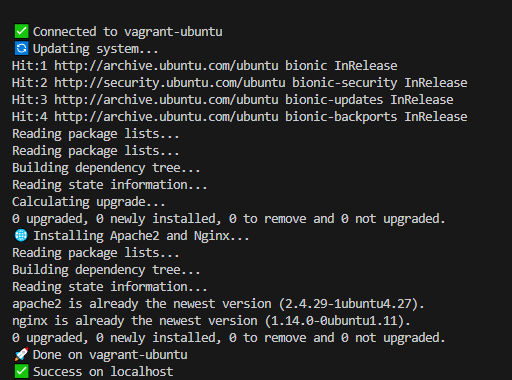 ✅ Connected to vagrant-ubuntu
🔄 Updating system...
Hit:1 http://archive.ubuntu.com/ubuntu bionic InRelease
Hit:2 http://security.ubuntu.com/ubuntu bionic-security InRelease
Hit:3 http://archive.ubuntu.com/ubuntu bionic-updates InRelease
Hit:4 http://archive.ubuntu.com/ubuntu bionic-backports InRelease
Reading package lists...
Reading package lists...
Building dependency tree...
Reading state information...
Calculating upgrade...
0 upgraded, 0 newly installed, 0 to remove and 0 not upgraded.
🌐 Installing Apache2 and Nginx...
Reading package lists...
Building dependency tree...
Reading state information...
apache2 is already the newest version (2.4.29-1ubuntu4.27).
nginx is already the newest version (1.14.0-0ubuntu1.11).
0 upgraded, 0 newly installed, 0 to remove and 0 not upgraded.
🚀 Done on vagrant-ubuntu
✅ Success on localhost